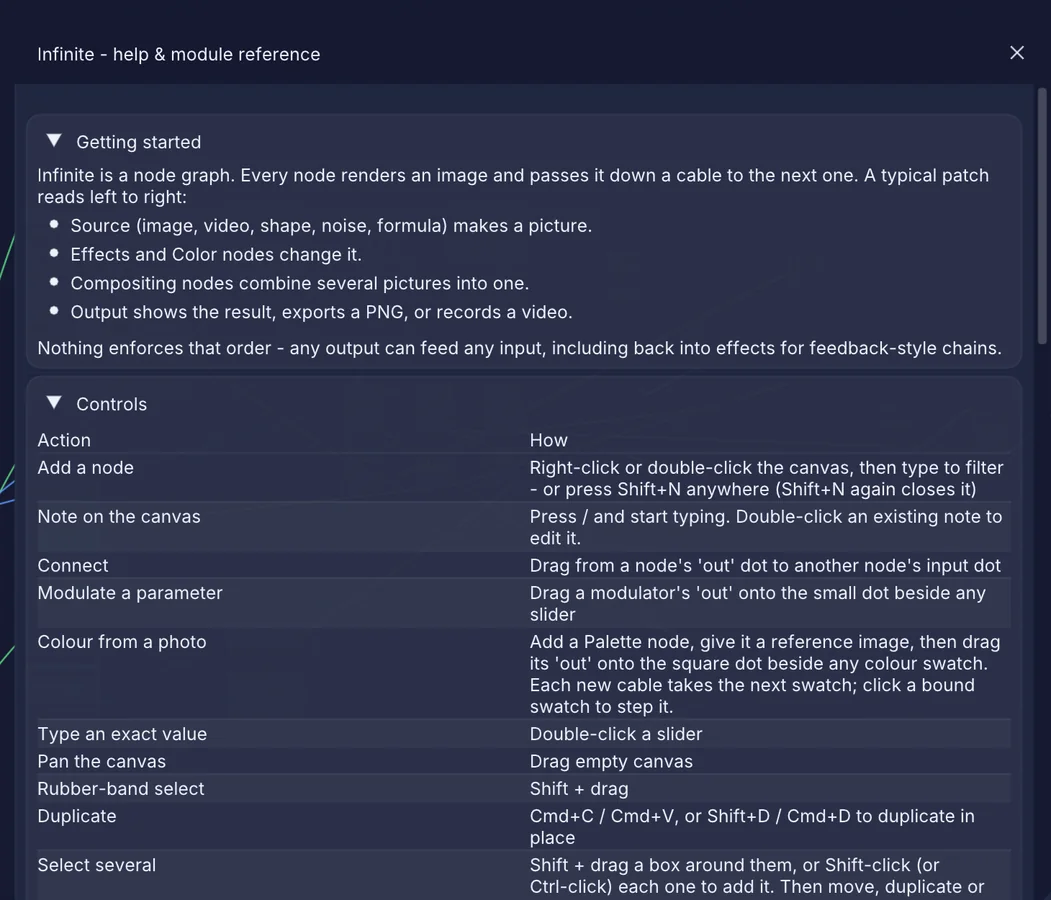 Infinite - help & module reference
Getting started
Infinite is a node graph. Every node renders an image and passes it down a cable to the next one. A typical patch
reads left to right:
Source (image, video, shape, noise, formula) makes a picture.
Effects and Color nodes change it.
Compositing nodes combine several pictures into one.
Output shows the result, exports a PNG, or records a video.
Nothing enforces that order - any output can feed any input, including back into effects for feedback-style chains.
Controls
Action
How
Add a node
Right-click or double-click the canvas, then type to filter
- or press Shift+N anywhere (Shift+N again closes it)
Note on the canvas
Press / and start typing. Double-click an existing note to
edit it.
Connect
Drag from a node's 'out' dot to another node's input dot
Modulate a parameter
Drag a modulator's 'out' onto the small dot beside any
slider
Colour from a photo
Add a Palette node, give it a reference image, then drag
its 'out' onto the square dot beside any colour swatch.
Each new cable takes the next swatch; click a bound
swatch to step it.
Type an exact value
Double-click a slider
Pan the canvas
Drag empty canvas
Rubber-band select
Shift + drag
Duplicate
Cmd+C / Cmd+V, or Shift+D / Cmd+D to duplicate in
place
Select several
Shift + drag a box around them, or Shift-click (or
Ctrl-click) each one to add it. Then move, duplicate or